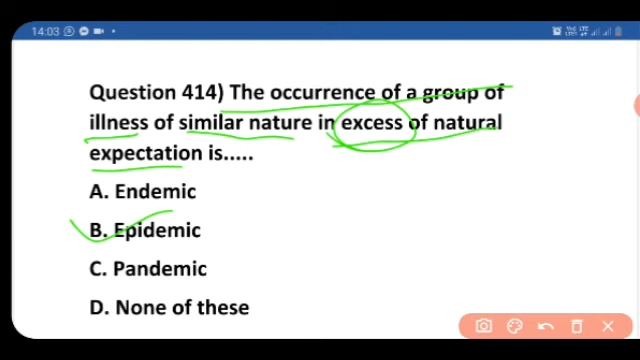 14:03
Question 414) The occurrence of a group of
illness of similar nature in excess of natural
expectation is.....
A. Endemic
B. Epidemic
C. Pandemic
D. None of these